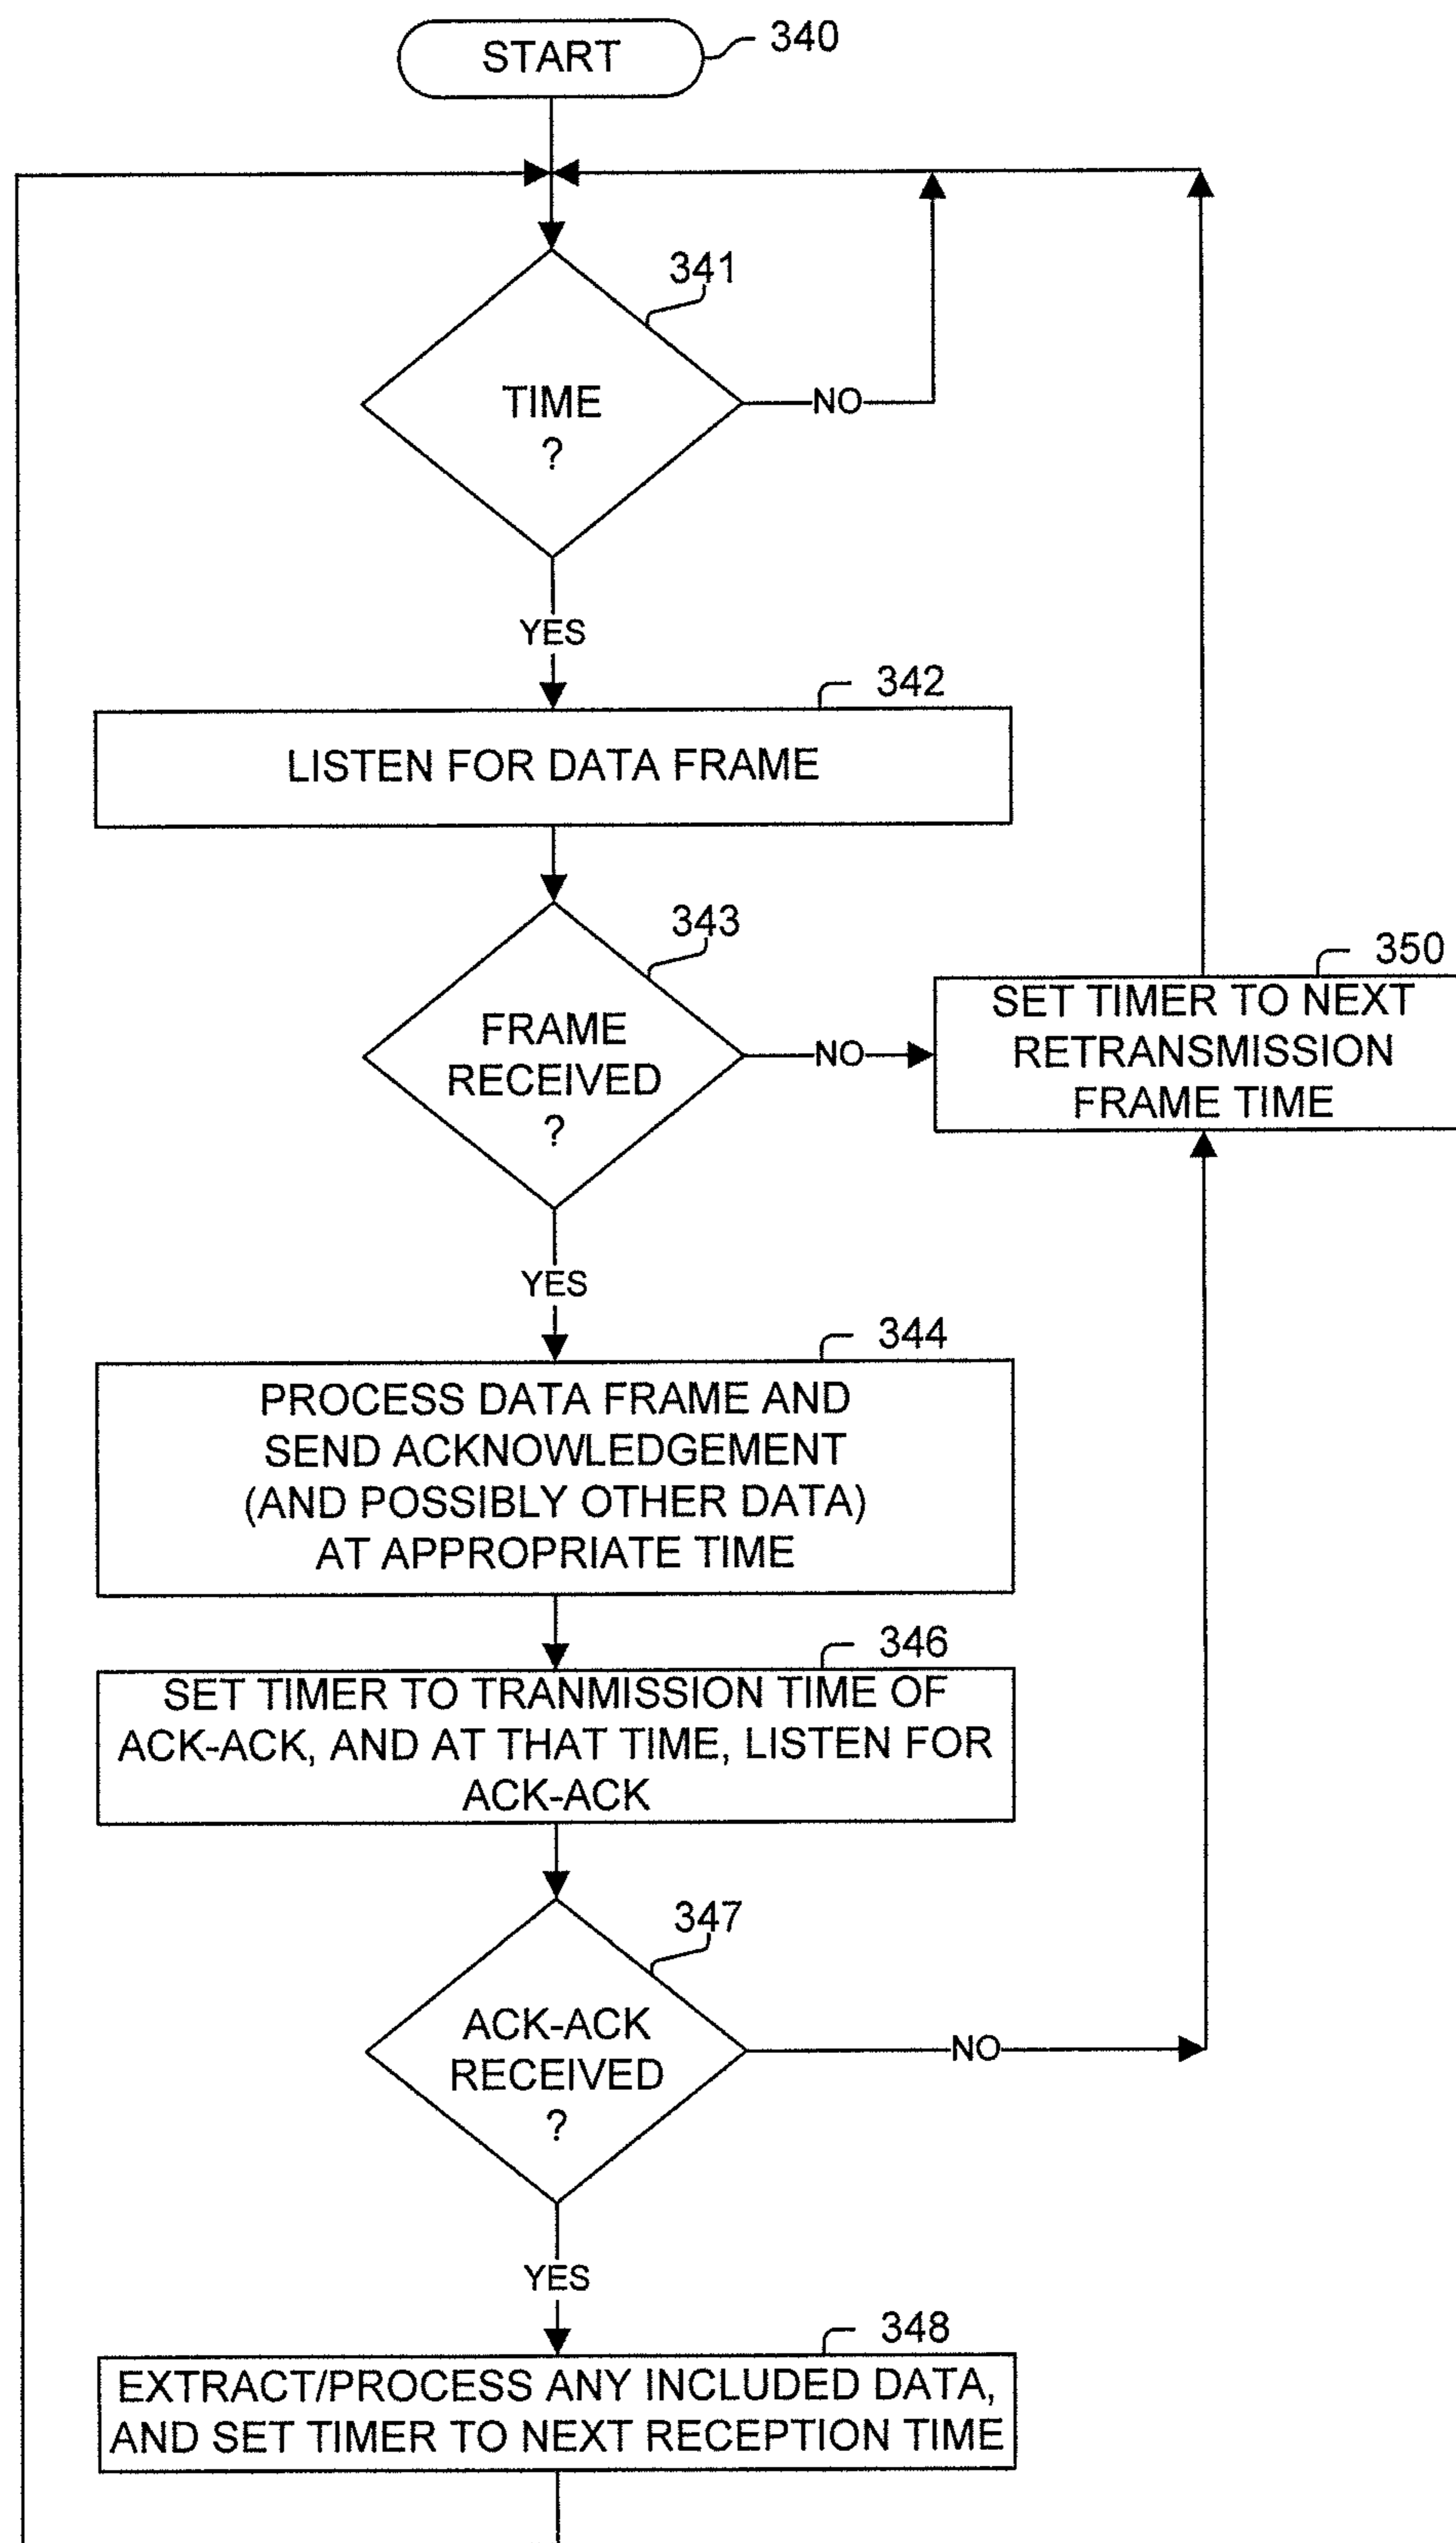 START
340
341
TIME
?
NO
YES
342
LISTEN FOR DATA FRAME
343
FRAME
RECEIVED
?
NO
350
SET TIMER TO NEXT
RETRANSMISSION
FRAME TIME
YES
344
PROCESS DATA FRAME AND
SEND ACKNOWLEDGEMENT
(AND POSSIBLY OTHER DATA)
AT APPROPRIATE TIME
346
SET TIMER TO TRANMISSION TIME OF
ACK-ACK, AND AT THAT TIME, LISTEN FOR
ACK-ACK
347
ACK-ACK
RECEIVED
?
NO
YES
348
EXTRACT/PROCESS ANY INCLUDED DATA,
AND SET TIMER TO NEXT RECEPTION TIME